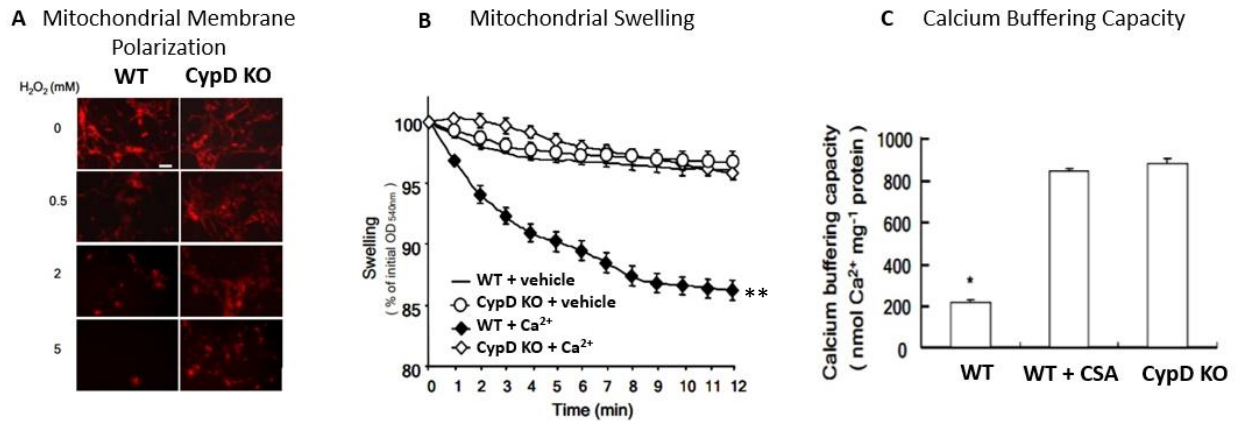 A Mitochondrial Membrane
Polarization
H₂O₂ (mM) WT CypD KO
0
0.5
2
5
B Mitochondrial Swelling
Swelling
( % of initial OD 540nm )
100
95
90
85
80
WT + vehicle
CypD KO + vehicle
WT + Ca²⁺
CypD KO + Ca²⁺
**
0 1 2 3 4 5 6 7 8 9 10 11 12
Time (min)
C Calcium Buffering Capacity
Calcium buffering capacity
( nmol Ca²⁺ mg⁻¹ protein)
1000
800
600
400
200
0
*
WT WT + CSA CypD KO